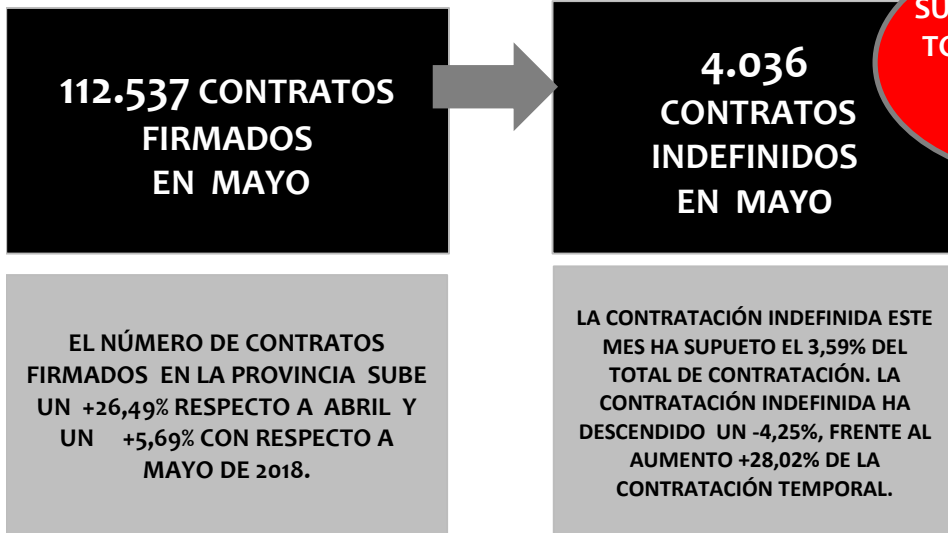 112.537 CONTRATOS
FIRMADOS
EN MAYO
4.036
CONTRATOS
INDEFINIDOS
EN MAYO
EL NÚMERO DE CONTRATOS
FIRMADOS EN LA PROVINCIA SUBE
UN +26,49% RESPECTO A ABRIL Y
UN +5,69% CON RESPECTO A
MAYO DE 2018.
LA CONTRATACIÓN INDEFINIDA ESTE
MES HA SUPUETO EL 3,59% DEL
TOTAL DE CONTRATACIÓN. LA
CONTRATACIÓN INDEFINIDA HA
DESCENDIDO UN -4,25%, FRENTE AL
AUMENTO +28,02% DE LA
CONTRATACIÓN TEMPORAL.